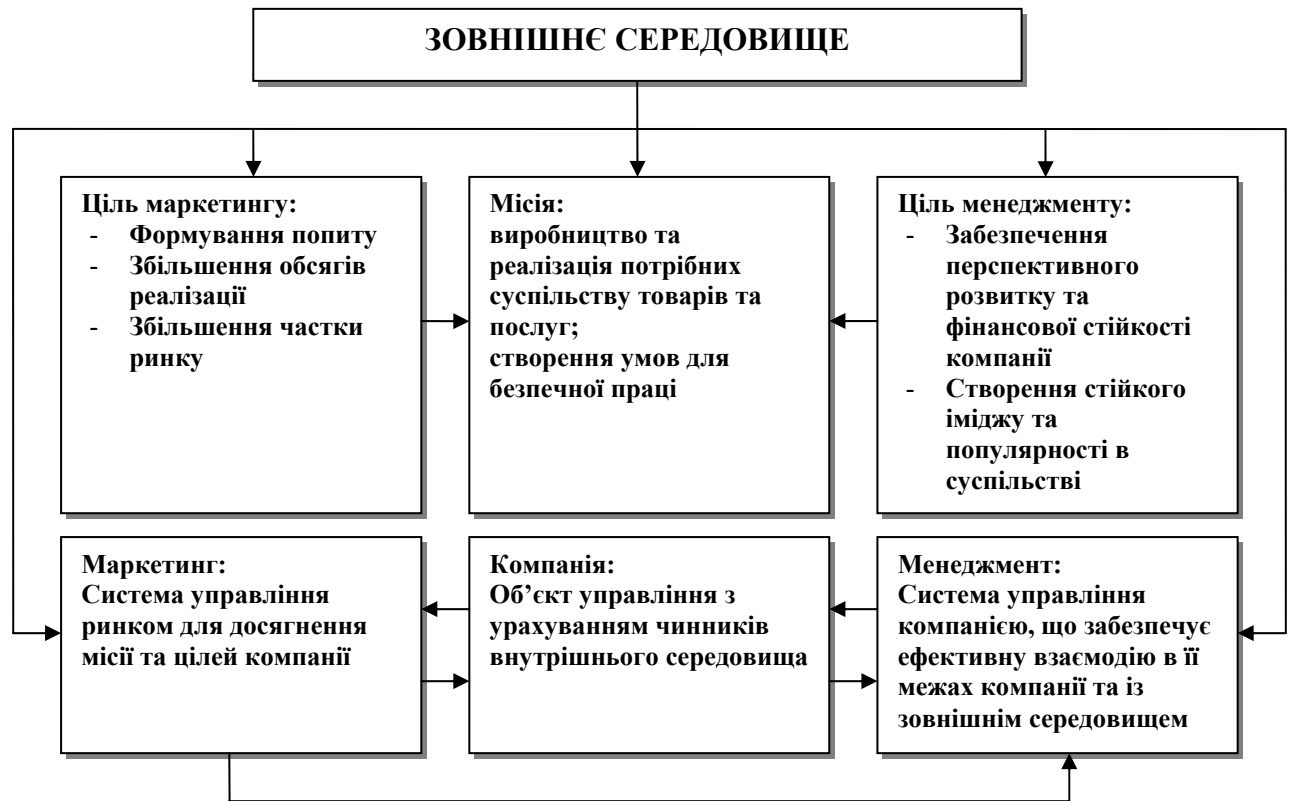 ЗОВНІШНЄ СЕРЕДОВИЩЕ
Ціль маркетингу:
- Формування попиту
- Збільшення обсягів
реалізації
- Збільшення частки
ринку
Місія:
виробництво та
реалізація потрібних
суспільству товарів та
послуг;
створення умов для
безпечної праці
Ціль менеджменту:
- Забезпечення
перспективного
розвитку та
фінансової стійкості
компанії
- Створення стійкого
іміджу та
популярності в
суспільстві
Маркетинг:
Система управління
ринком для досягнення
місії та цілей компанії
Компанія:
Об’єкт управління з
урахуванням чинників
внутрішнього середовища
Менеджмент:
Система управління
компанією, що забезпечує
ефективну взаємодію в її
межах компанії та із
зовнішнім середовищем